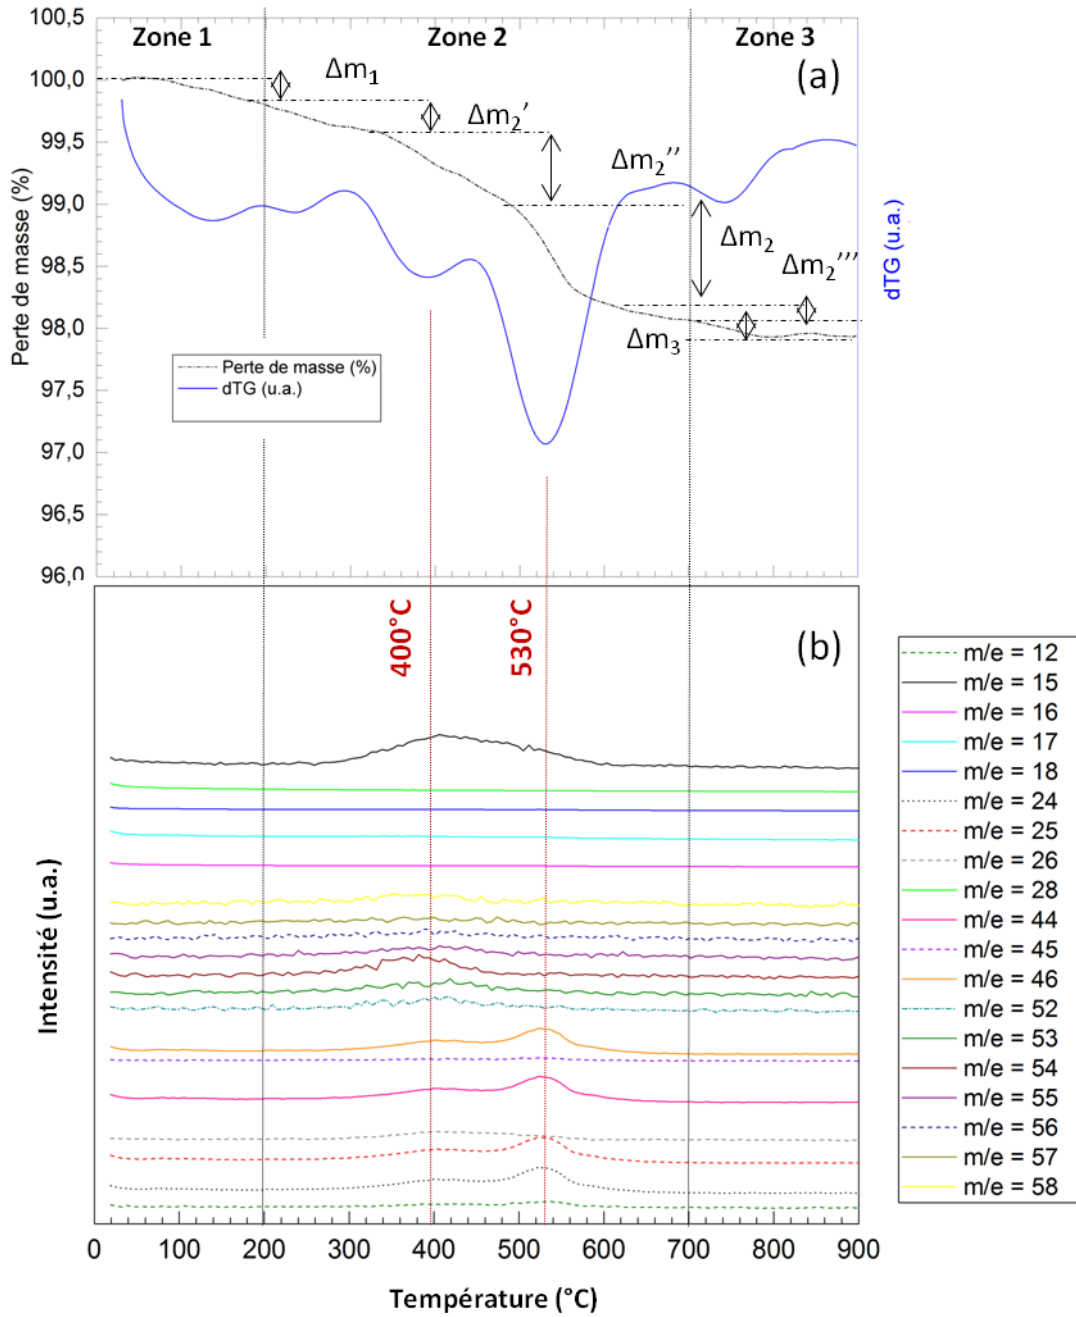 100,5
100,0
99,5
99,0
98,5
98,0
97,5
97,0
96,5
96,0
Perte de masse (%)
Zone 1
Zone 2
Zone 3
(a)
Δm1
Δm2’
Δm2’’
Δm2
Δm2’’’
Δm3
Perte de masse (%)
dTG (u.a.)
dTG (u.a.)
400°C
530°C
(b)
Intensité (u.a.)
0 100 200 300 400 500 600 700 800 900
Température (°C)
m/e = 12
m/e = 15
m/e = 16
m/e = 17
m/e = 18
m/e = 24
m/e = 25
m/e = 26
m/e = 28
m/e = 44
m/e = 45
m/e = 46
m/e = 52
m/e = 53
m/e = 54
m/e = 55
m/e = 56
m/e = 57
m/e = 58